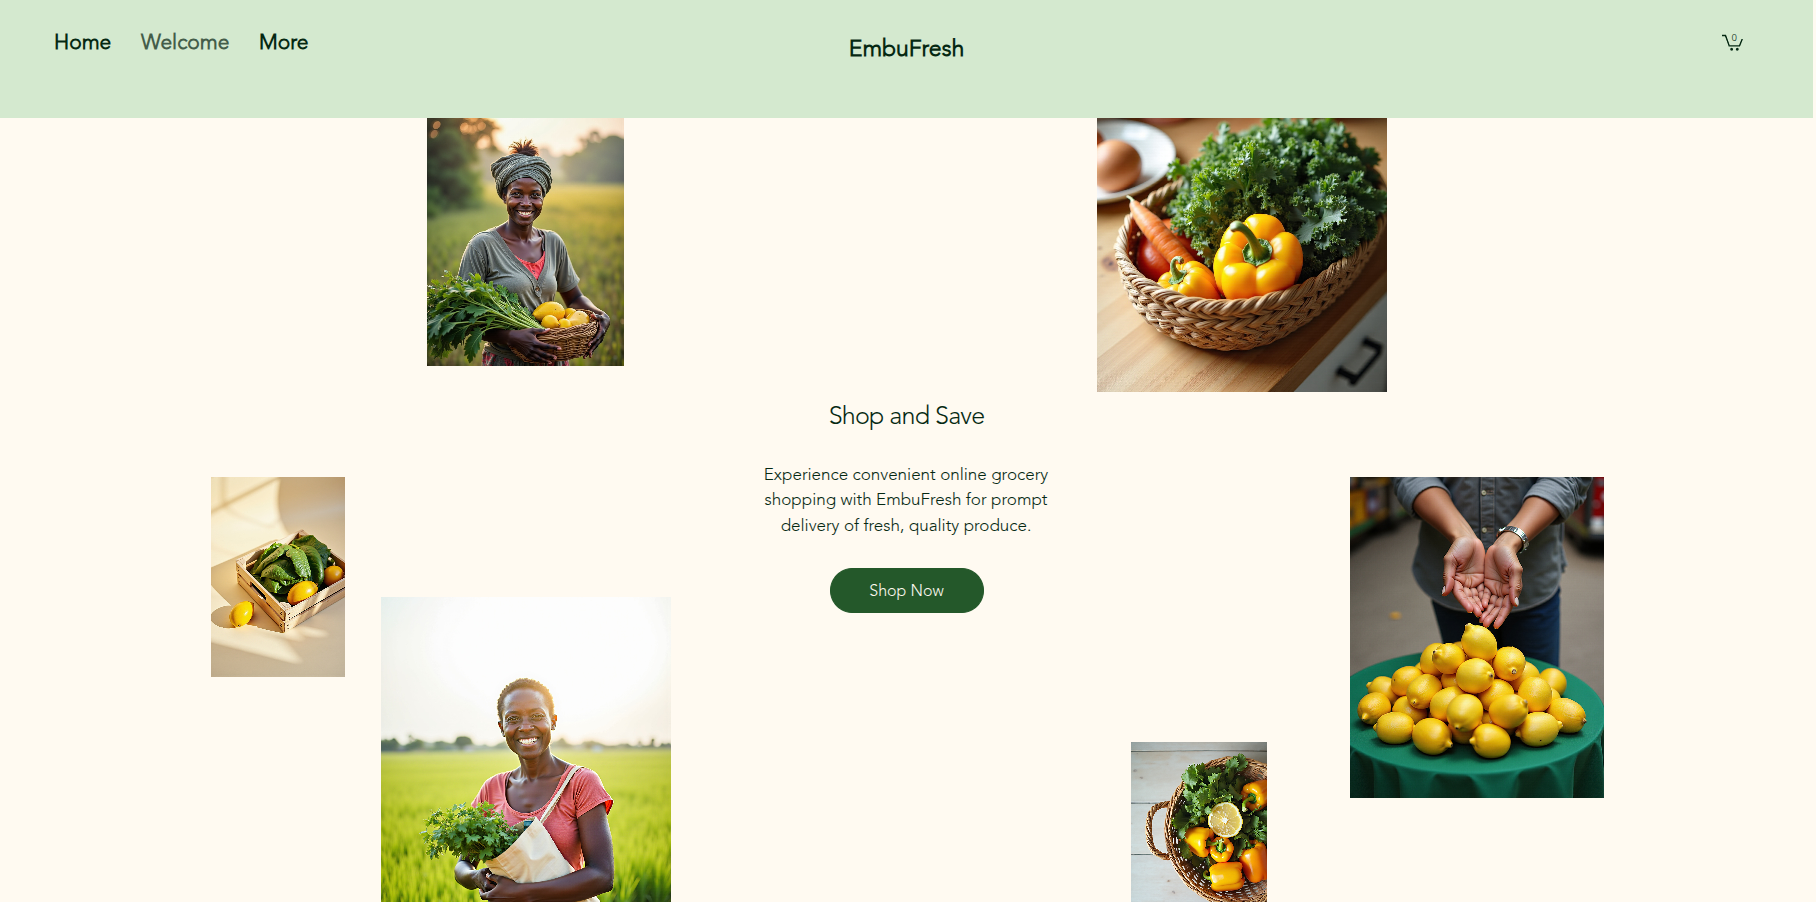 Home Welcome More
EmbuFresh
0
Shop and Save
Experience convenient online grocery
shopping with EmbuFresh for prompt
delivery of fresh, quality produce.
Shop Now